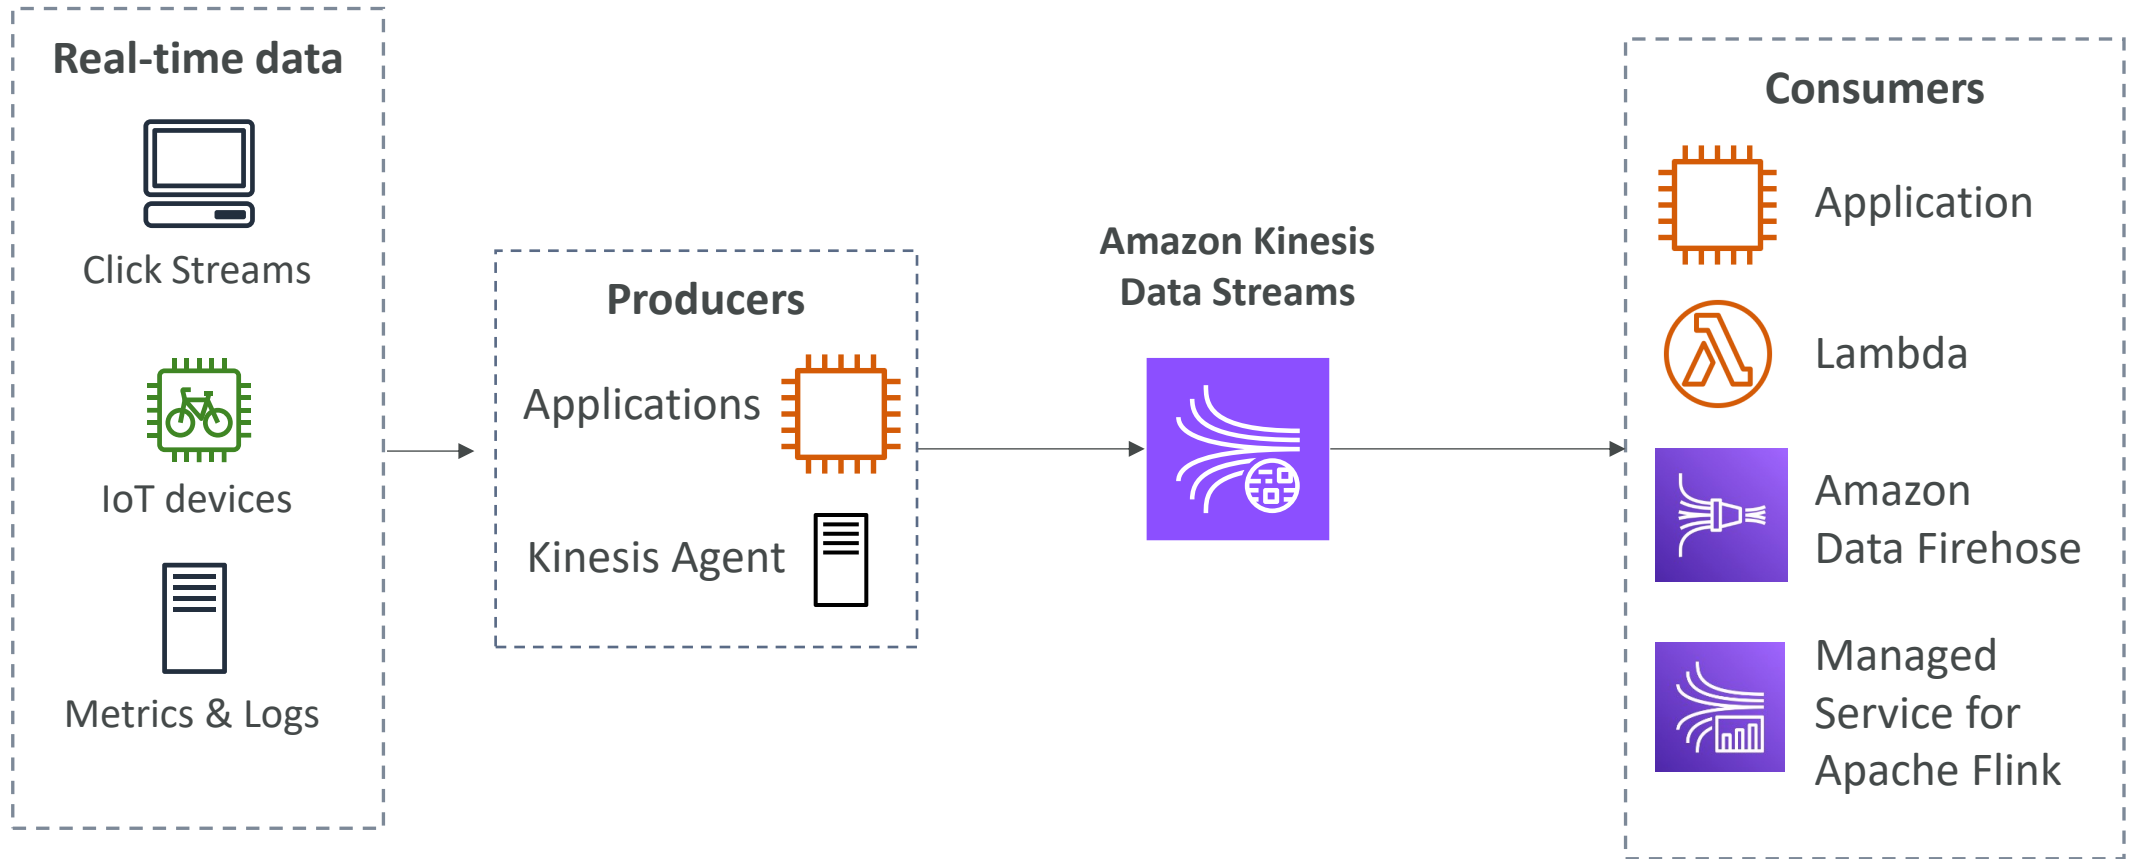 Real-time data
Click Streams
IoT devices
Metrics & Logs
Producers
Applications
Kinesis Agent
Amazon Kinesis
Data Streams
Consumers
Application
Lambda
Amazon
Data Firehose
Managed
Service for
Apache Flink